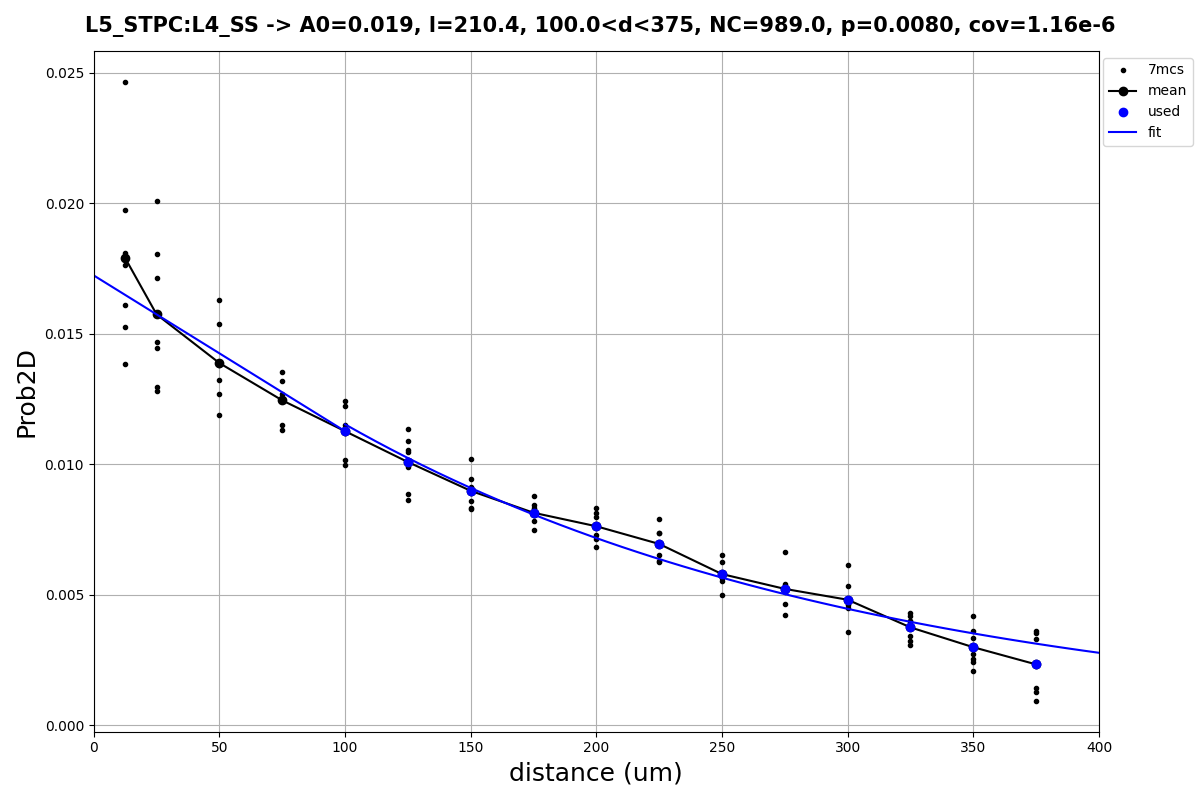 L5_STPC:L4_SS -> A0=0.019, l=210.4, 100.0<d<375, NC=989.0, p=0.0080, cov=1.16e-6
7mcs
mean
used
fit
0.025
0.020
0.015
0.010
0.005
0.000
Prob2D
0
50
100
150
200
250
300
350
400
distance (um)